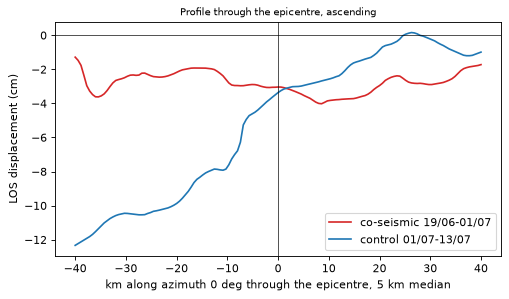 Profile through the epicentre, ascending
LOS displacement (cm)
0
−2
−4
−6
−8
−10
−12
co-seismic 19/06-01/07
control 01/07-13/07
−40 −30 −20 −10 0 10 20 30 40
km along azimuth 0 deg through the epicentre, 5 km median